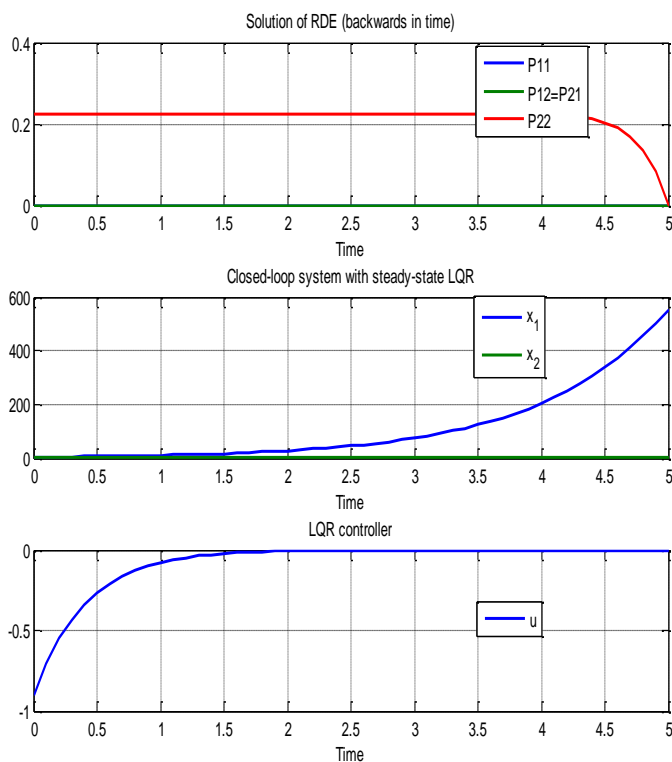 Solution of RDE (backwards in time)
0.4
0.2
0
P11
P12=P21
P22
0 0.5 1 1.5 2 2.5 3 3.5 4 4.5 5
Time
Closed-loop system with steady-state LQR
600
400
200
0
x1
x2
0 0.5 1 1.5 2 2.5 3 3.5 4 4.5 5
Time
LQR controller
0
-0.5
-1
u
0 0.5 1 1.5 2 2.5 3 3.5 4 4.5 5
Time